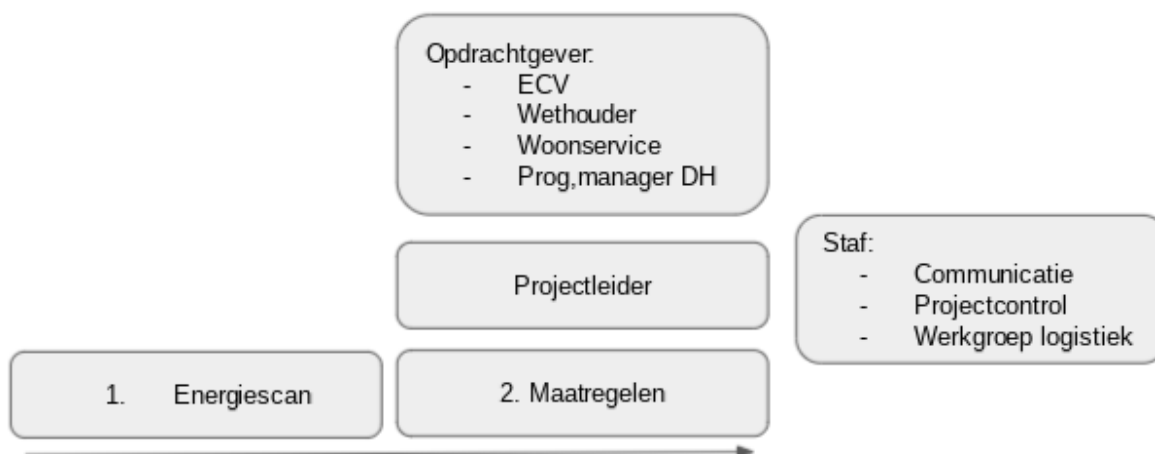 Opdrachtgever:
- ECV
- Wethouder
- Woonservice
- Prog,manager DH
Projectleider
Staf:
- Communicatie
- Projectcontrol
- Werkgroep logistiek
1. Energiescan
2. Maatregelen